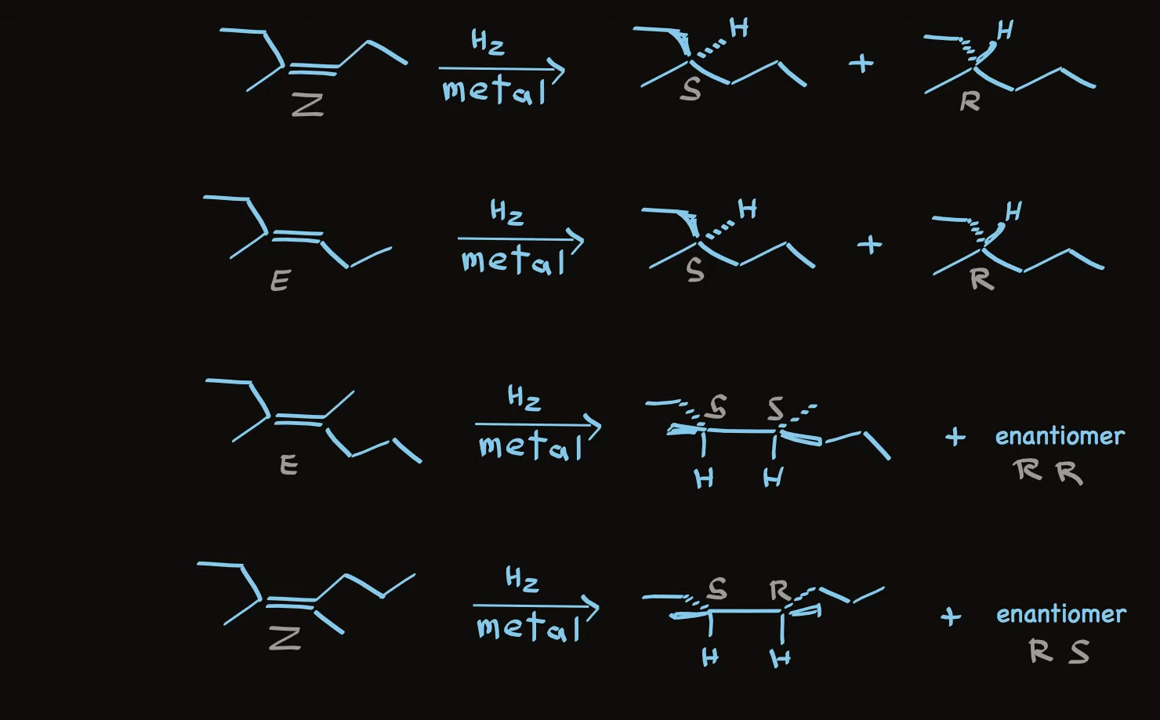 H2 H + H
metal
Z S R
H2 H + H
metal
E S R
H2 S S + enantiomer
metal
E H H R R
H2 S R + enantiomer
metal
Z H H R S